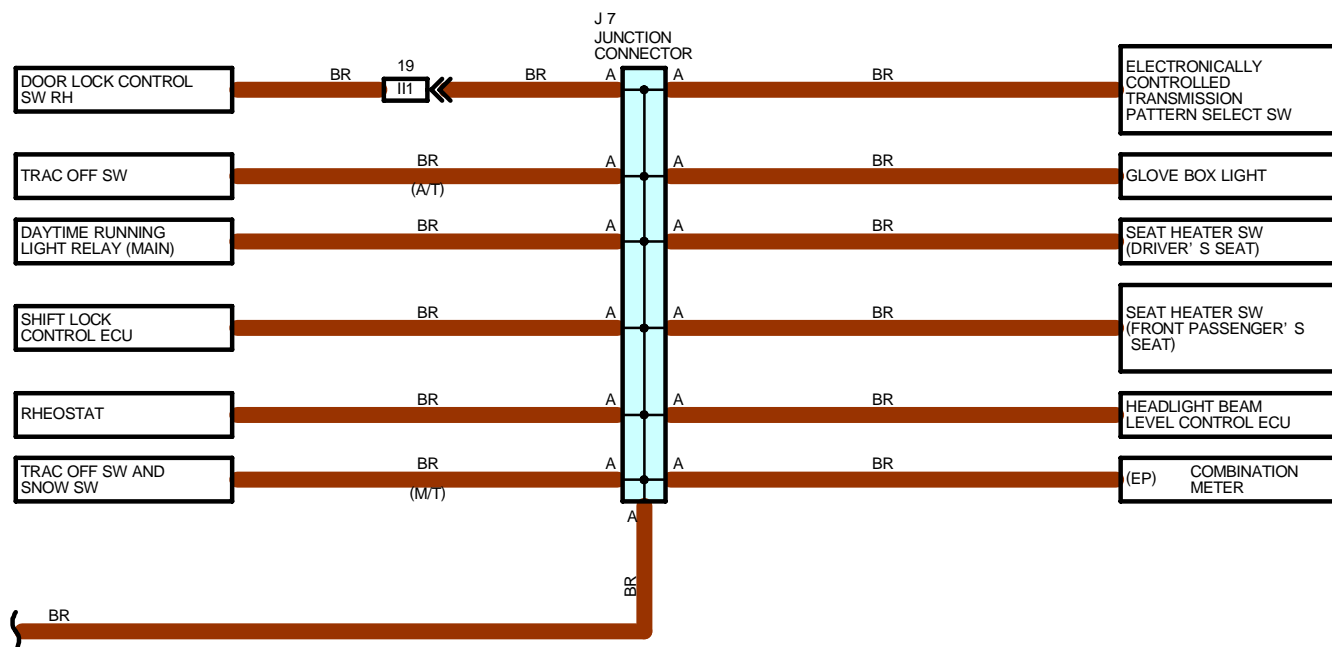 J 7
JUNCTION
CONNECTOR
DOOR LOCK CONTROL
SW RH
BR
19
II1
BR
A
A
BR
ELECTRONICALLY
CONTROLLED
TRANSMISSION
PATTERN SELECT SW
TRAC OFF SW
BR
(A/T)
A
A
BR
GLOVE BOX LIGHT
DAYTIME RUNNING
LIGHT RELAY (MAIN)
BR
A
A
BR
SEAT HEATER SW
(DRIVER' S SEAT)
SHIFT LOCK
CONTROL ECU
BR
A
A
BR
SEAT HEATER SW
(FRONT PASSENGER' S
SEAT)
RHEOSTAT
BR
A
A
BR
HEADLIGHT BEAM
LEVEL CONTROL ECU
TRAC OFF SW AND
SNOW SW
BR
(M/T)
A
A
BR
(EP) COMBINATION
METER
A
BR
BR